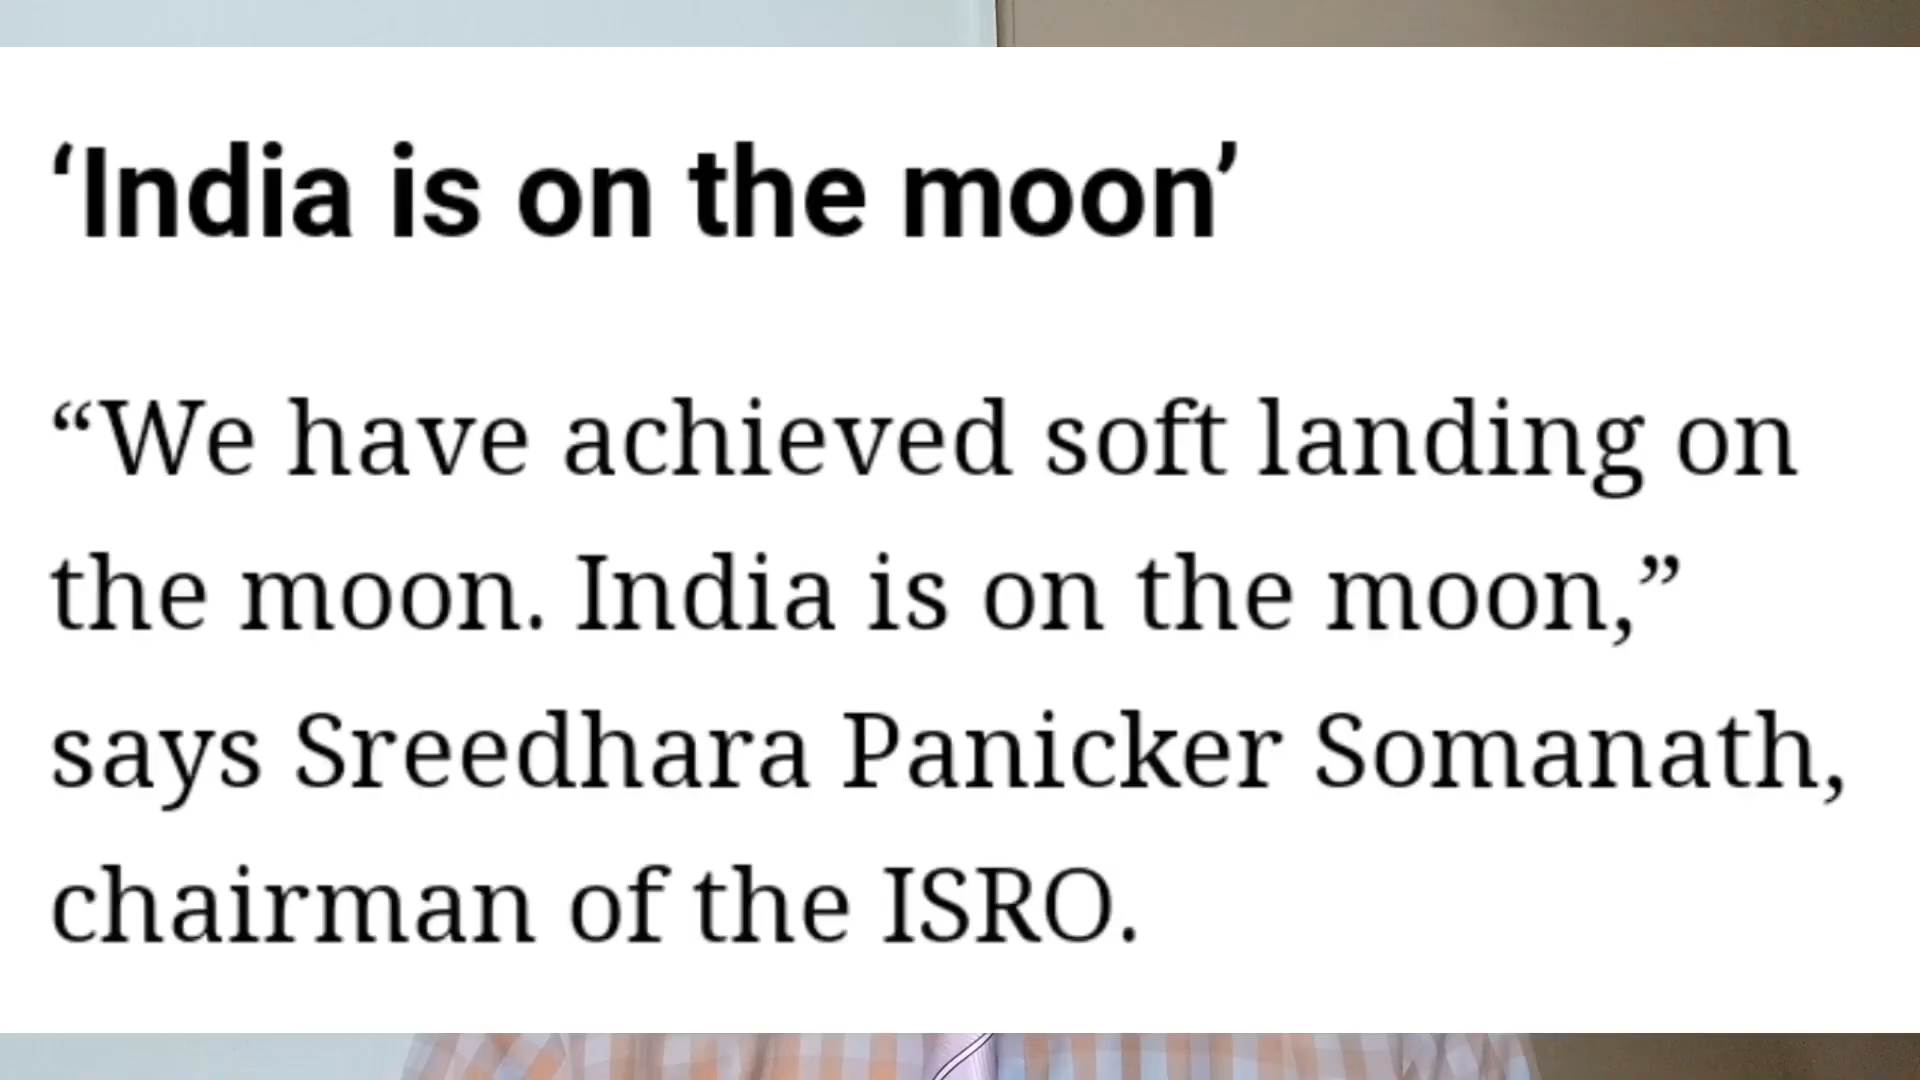 ‘India is on the moon’
“We have achieved soft landing on
the moon. India is on the moon,”
says Sreedhara Panicker Somanath,
chairman of the ISRO.